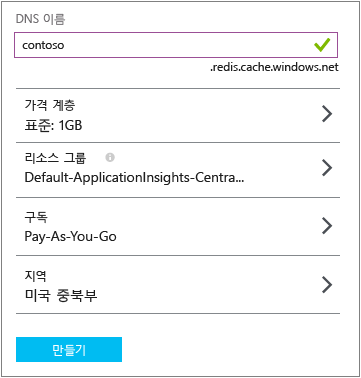 DNS 이름
contoso
.redis.cache.windows.net
가격 계층
표준: 1GB
리소스 그룹
Default-ApplicationInsights-Centra...
구독
Pay-As-You-Go
지역
미국 중북부
만들기